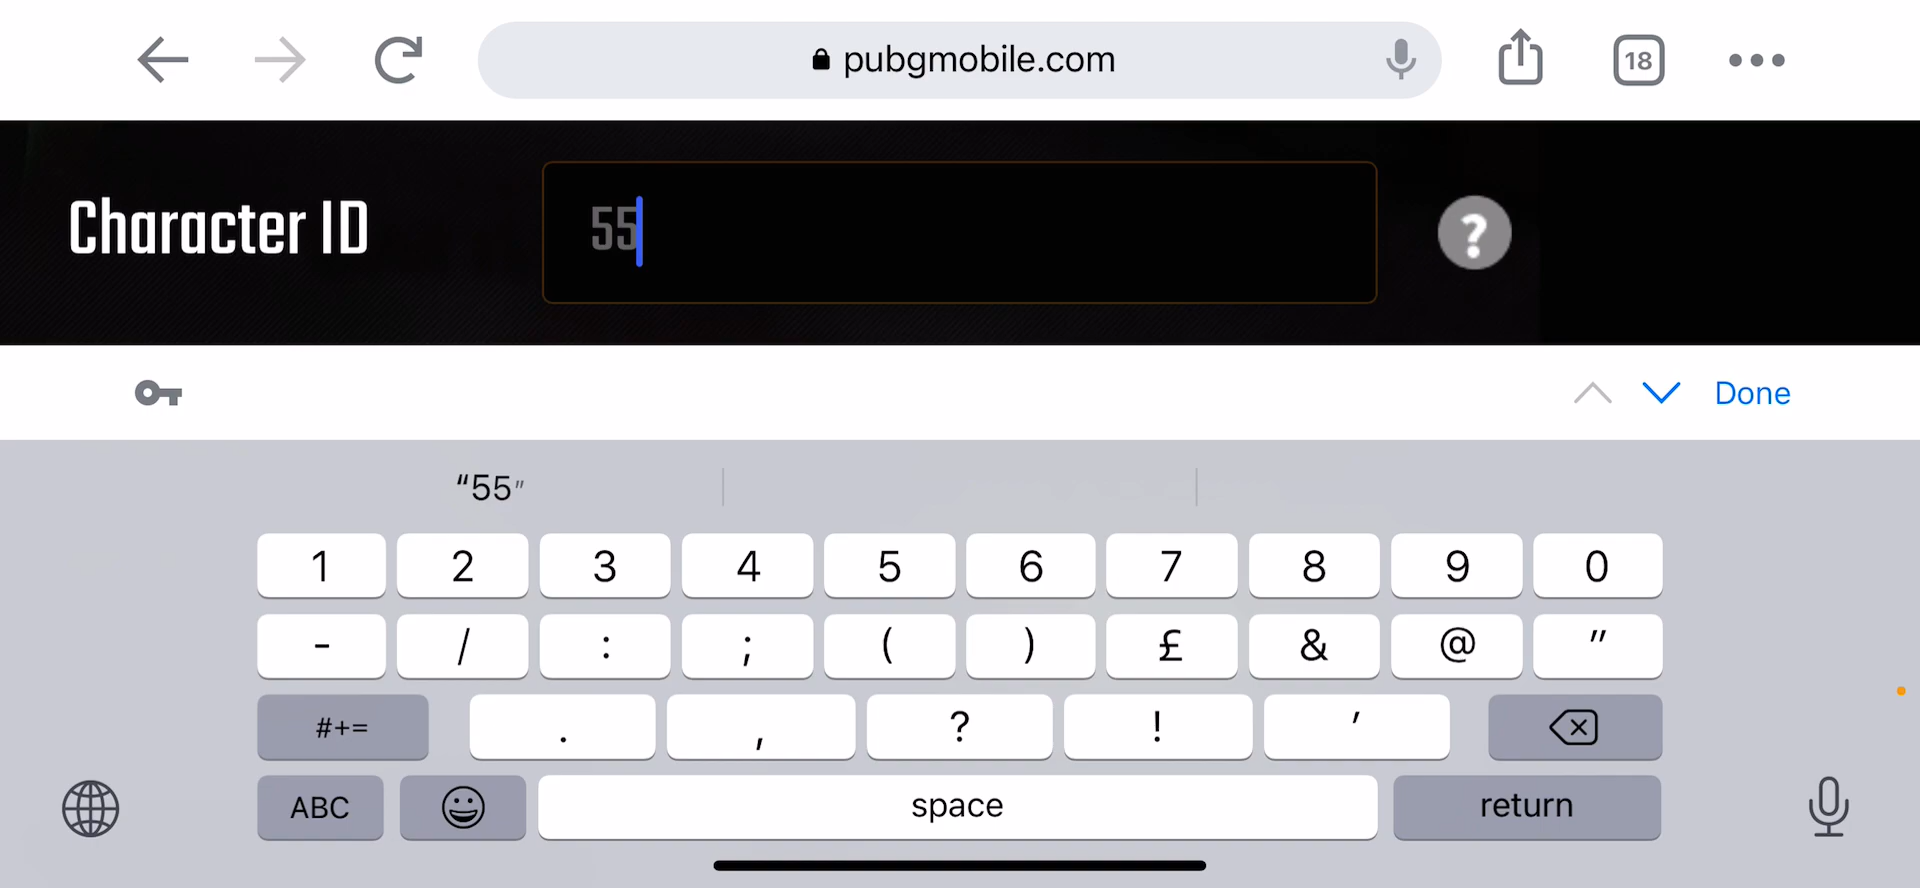 pubgmobile.com
18
Character ID
55
?
Done
“55”
1 2 3 4 5 6 7 8 9 0
- / : ; ( ) £ & @ "
#+= . , ? ! '
ABC space return